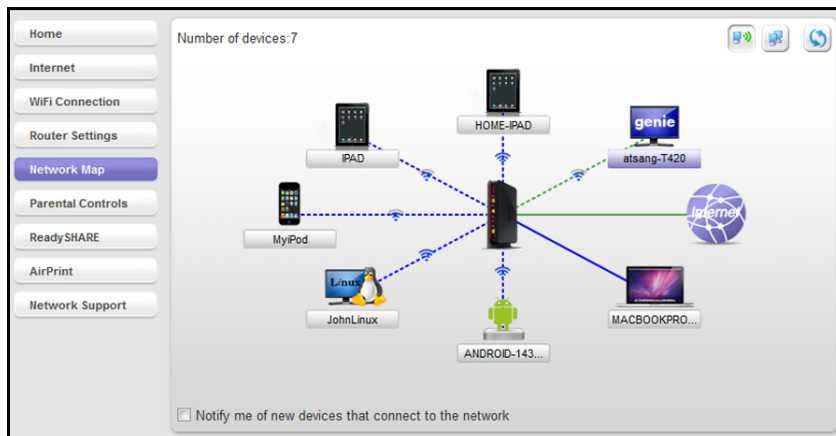 Home
Internet
WiFi Connection
Router Settings
Network Map
Parental Controls
ReadySHARE
AirPrint
Network Support
Number of devices:7
HOME-IPAD
IPAD
genie
atsang-T420
Internet
MyiPod
Linux
JohnLinux
MACBOOKPRO...
ANDROID-143...
Notify me of new devices that connect to the network